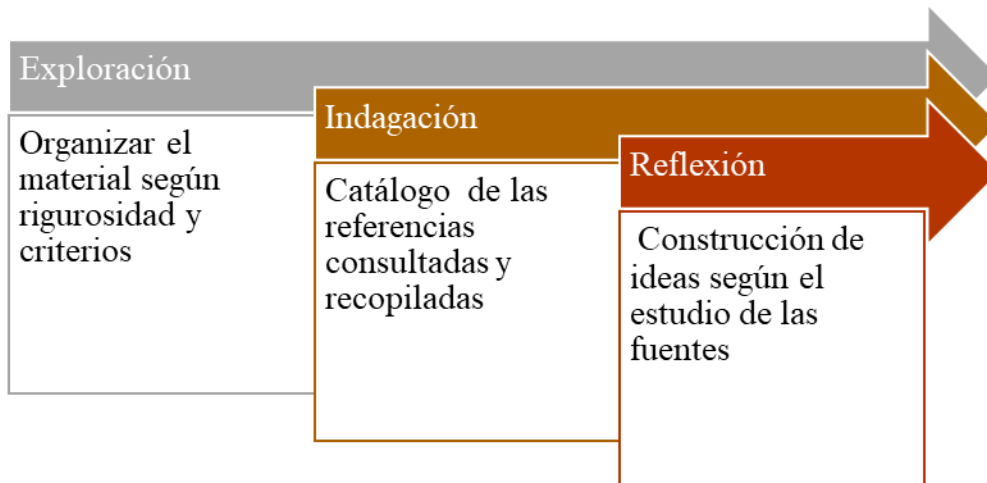 Exploración
Organizar el
material según
rigurosidad y
criterios
Indagación
Catálogo de las
referencias
consultadas y
recopiladas
Reflexión
Construcción de
ideas según el
estudio de las
fuentes